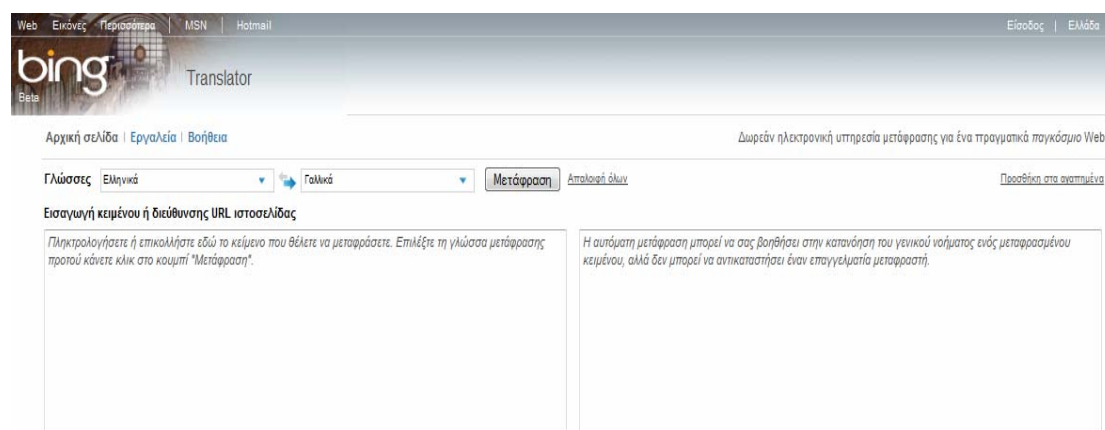 Web Εικόνες Περισσότερα | MSN | Hotmail Είσοδος | Ελλάδα
bing Translator
Beta
Αρχική σελίδα | Εργαλεία | Βοήθεια Δωρεάν ηλεκτρονική υπηρεσία μετάφρασης για ένα πραγματικά παγκόσμιο Web
Γλώσσες Ελληνικά Γαλλικά Μετάφραση Απαλοιφή όλων Προσθήκη στα αγαπημένα
Εισαγωγή κειμένου ή διεύθυνσης URL ιστοσελίδας
Πληκτρολογήσετε ή επικολλήστε εδώ το κείμενο που θέλετε να μεταφράσετε. Επιλέξτε τη γλώσσα μετάφρασης
προτού κάνετε κλικ στο κουμπί "Μετάφραση".
Η αυτόματη μετάφραση μπορεί να σας βοηθήσει στην κατανόηση του γενικού νοήματος ενός μεταφρασμένου
κειμένου, αλλά δεν μπορεί να αντικαταστήσει έναν επαγγελματία μεταφραστή.